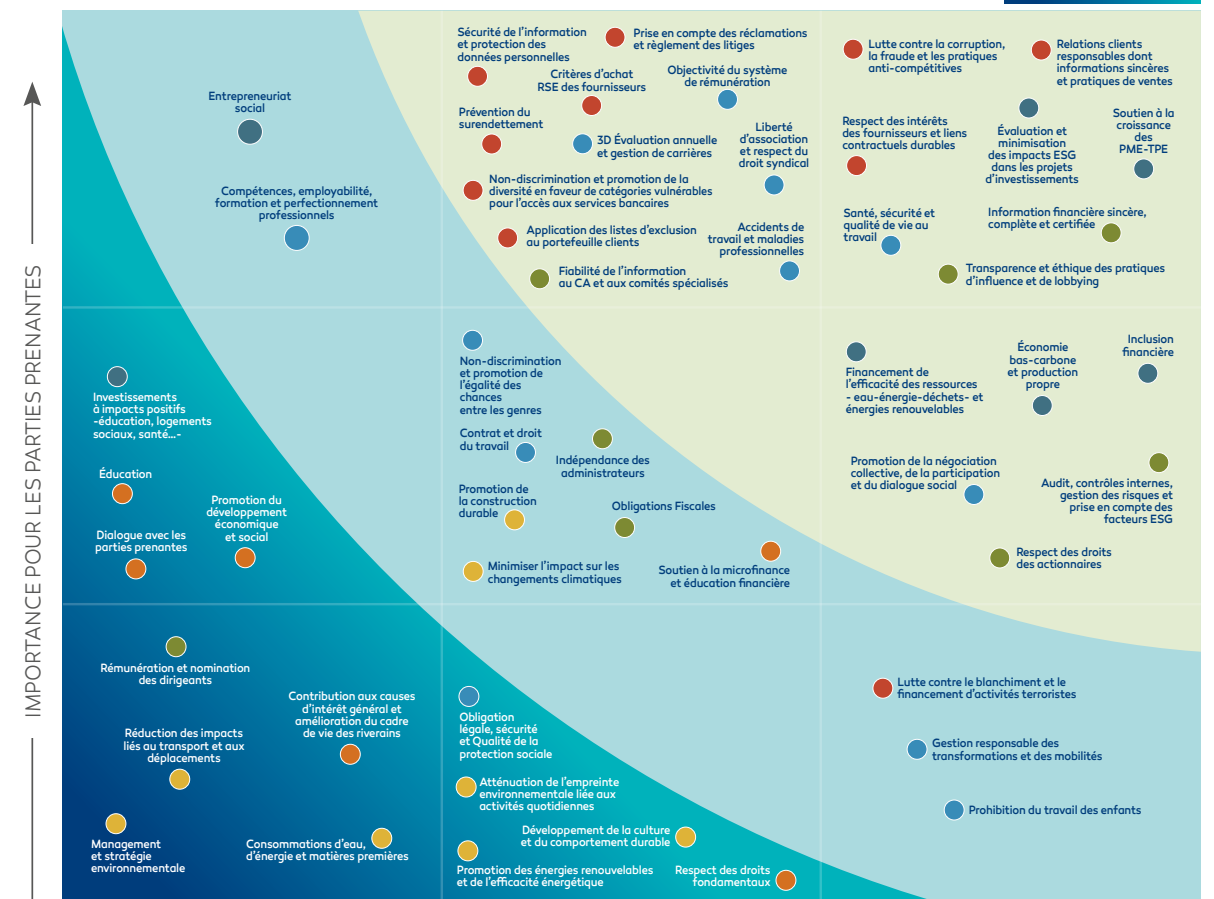 IMPORTANCE POUR LES PARTIES PRENANTES
Entrepreneuriat
social
Compétences, employabilité,
formation et perfectionnement
professionnels
Sécurité de l'information
et protection des
données personnelles
Prise en compte des réclamations
et règlement des litiges
Critères d'achat
RSE des fournisseurs
Objectivité du système
de rémunération
Prévention du
surendettement
3D Évaluation annuelle
et gestion de carrières
Liberté
d'association
et respect du
droit syndical
Non-discrimination et promotion de la
diversité en faveur de catégories vulnérables
pour l'accès aux services bancaires
Application des listes d'exclusion
au portefeuille clients
Accidents de
travail et maladies
professionnelles
Fiabilité de l'information
au CA et aux comités spécialisés
Lutte contre la corruption,
la fraude et les pratiques
anti-compétitives
Relations clients
responsables dont
informations sincères
et pratiques de ventes
Respect des intérêts
des fournisseurs et liens
contractuels durables
Évaluation et
minimisation
des impacts ESG
dans les projets
d'investissements
Soutien à la
croissance
des
PME-TPE
Santé, sécurité et
qualité de vie au
travail
Information financière sincère,
complète et certifiée
Transparence et éthique des pratiques
d'influence et de lobbying
Investissements
à impacts positifs
-éducation, logements
sociaux, santé...-
Éducation
Promotion du
développement
économique
et social
Dialogue avec les
parties prenantes
Non-discrimination
et promotion de
l'égalité des
chances
entre les genres
Contrat et droit
du travail
Indépendance des
administrateurs
Promotion de
la construction
durable
Obligations Fiscales
Minimiser l'impact sur les
changements climatiques
Soutien à la microfinance
et éducation financière
Financement de
l'efficacité des ressources
- eau-énergie-déchets- et
énergies renouvelables
Économie
bas-carbone
et production
propre
Inclusion
financière
Promotion de la négociation
collective, de la participation
et du dialogue social
Audit, contrôles internes,
gestion des risques et
prise en compte des
facteurs ESG
Respect des droits
des actionnaires
Rémunération et nomination
des dirigeants
Contribution aux causes
d'intérêt général et
amélioration du cadre
de vie des riverains
Réduction des impacts
liés au transport et aux
déplacements
Management
et stratégie
environnementale
Consommations d'eau,
d'énergie et matières premières
Obligation
légale, sécurité
et Qualité de la
protection sociale
Atténuation de l'empreinte
environnementale liée aux
activités quotidiennes
Développement de la culture
et du comportement durable
Promotion des énergies renouvelables
et de l'efficacité énergétique
Respect des droits
fondamentaux
Lutte contre le blanchiment et le
financement d'activités terroristes
Gestion responsable des
transformations et des mobilités
Prohibition du travail des enfants